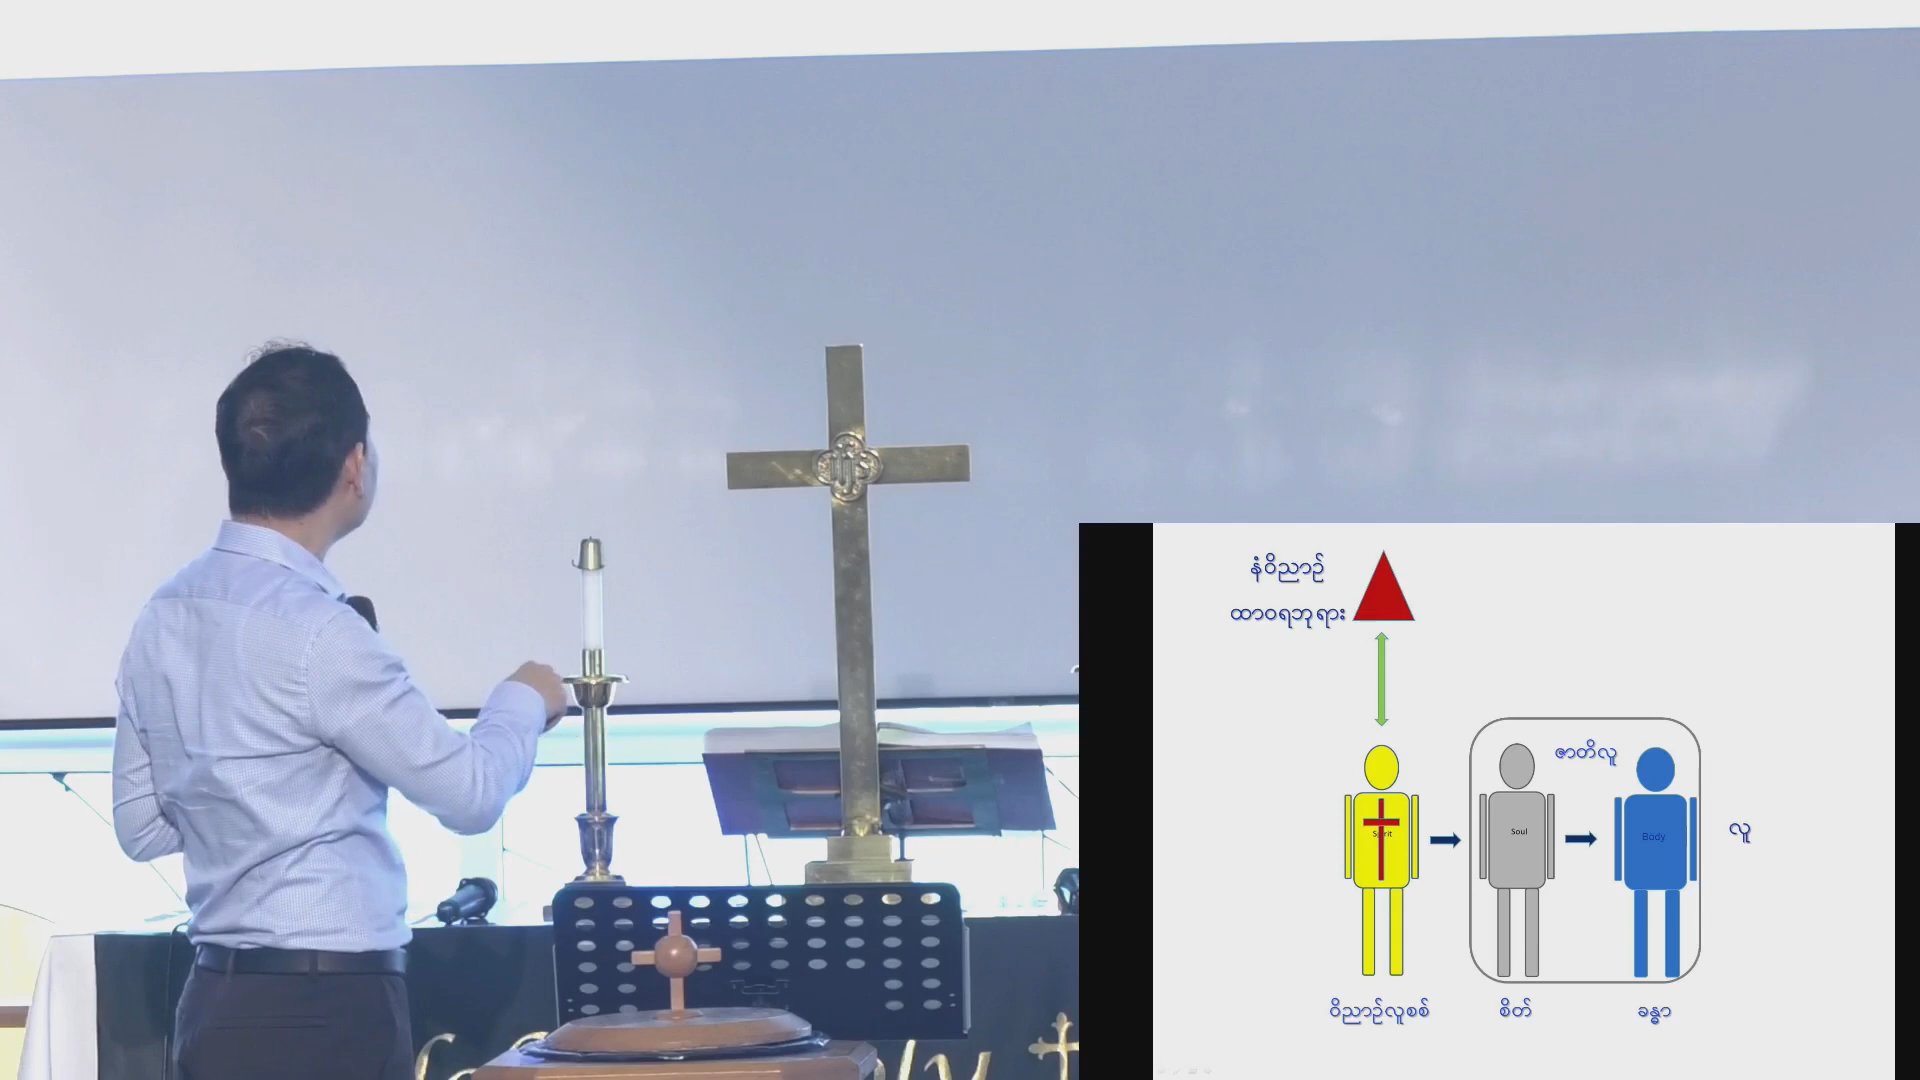 နံဝိညာဉ်
ထာဝရဘုရား
ဇာတိလူ
Spirit
Soul
Body
လူ
ဝိညာဉ်လူစစ်
စိတ်
ခန္ဓာ